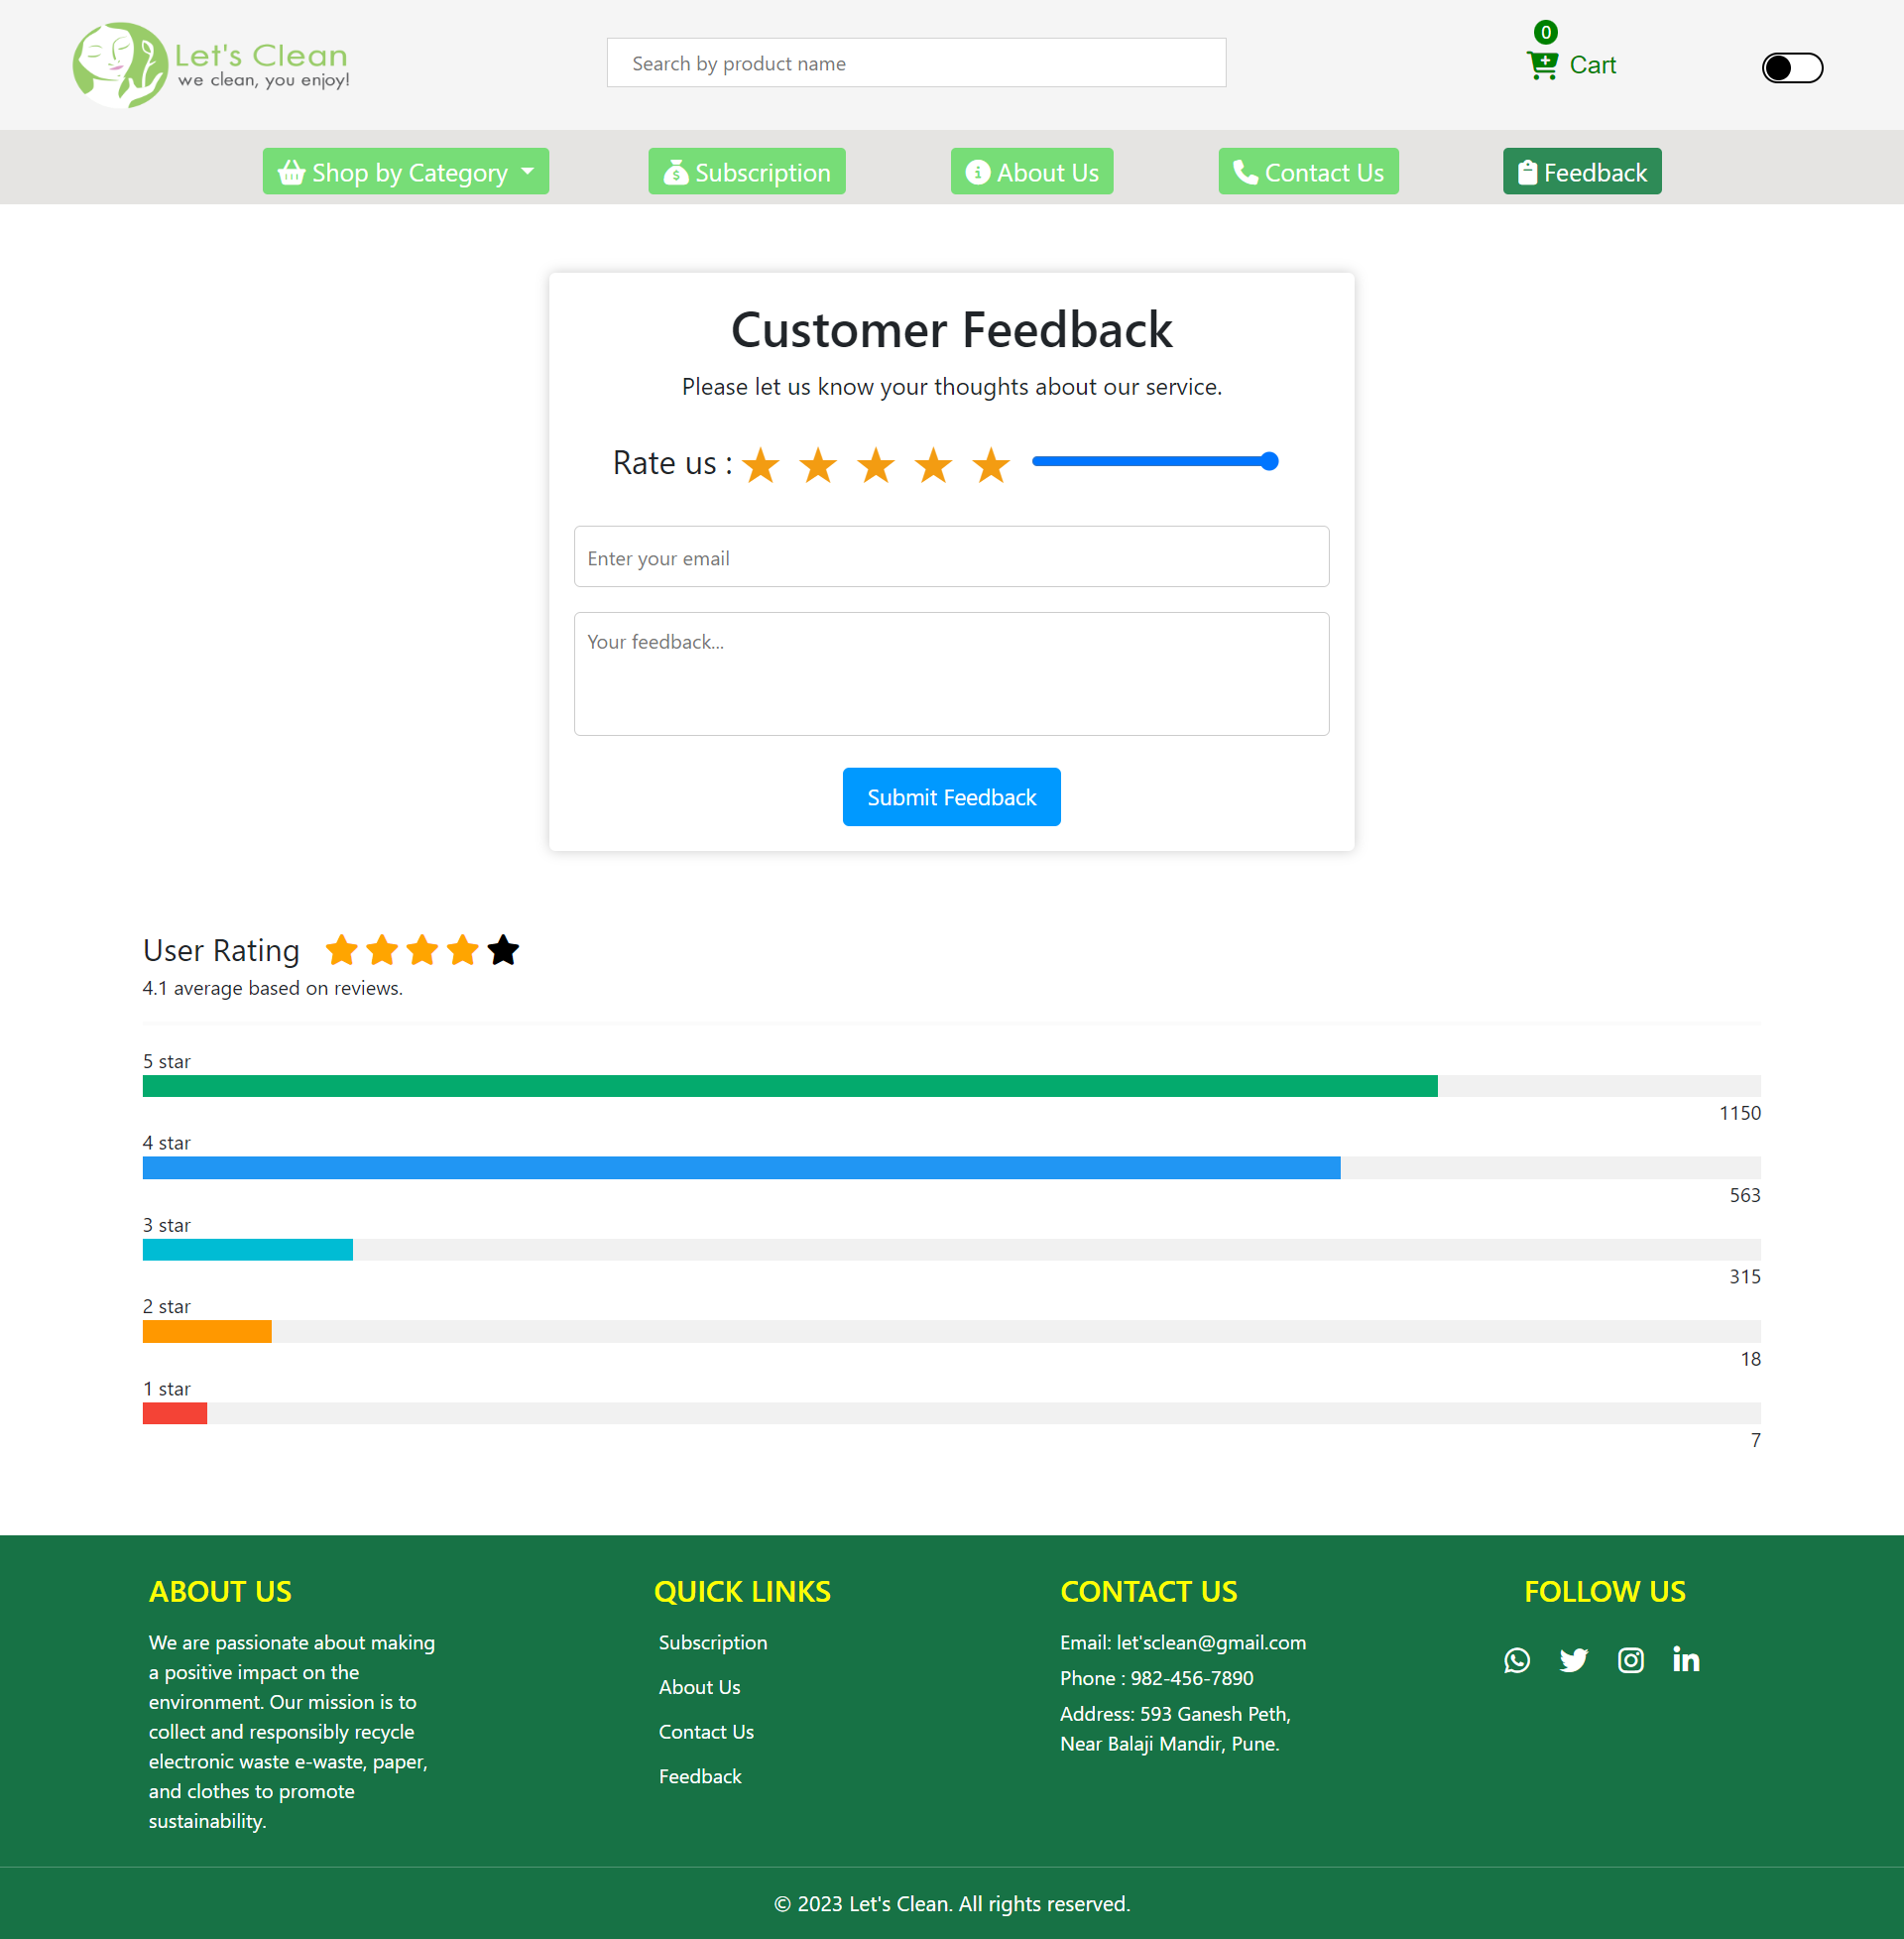 Let's Clean
we clean, you enjoy!
Search by product name
0
Cart
Shop by Category
Subscription
About Us
Contact Us
Feedback
Customer Feedback
Please let us know your thoughts about our service.
Rate us :
Enter your email
Your feedback...
Submit Feedback
User Rating
4.1 average based on reviews.
5 star
1150
4 star
563
3 star
315
2 star
18
1 star
7
ABOUT US
We are passionate about making
a positive impact on the
environment. Our mission is to
collect and responsibly recycle
electronic waste e-waste, paper,
and clothes to promote
sustainability.
QUICK LINKS
Subscription
About Us
Contact Us
Feedback
CONTACT US
Email: let'sclean@gmail.com
Phone : 982-456-7890
Address: 593 Ganesh Peth,
Near Balaji Mandir, Pune.
FOLLOW US
© 2023 Let's Clean. All rights reserved.